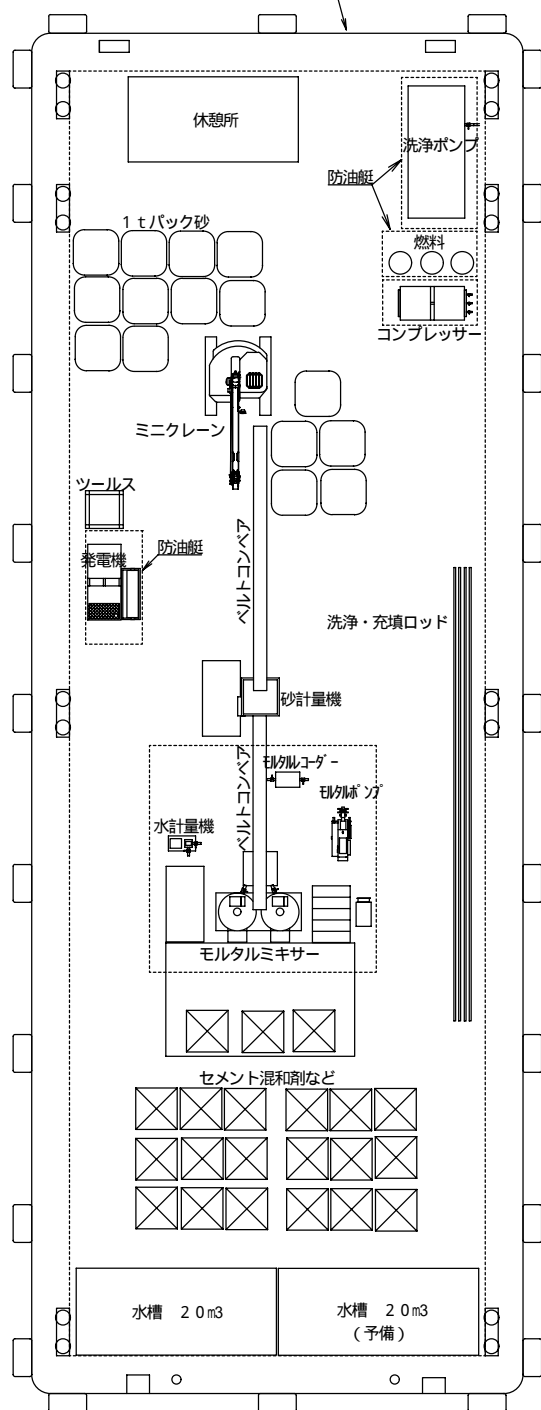 休憩所
洗浄ポンプ
防油艇
1tパック砂
燃料
コンプレッサー
ミニクレーン
ツールス
発電機
防油艇
ベルトコンベア
洗浄・充填ロッド
砂計量機
ベルトコンベア
モルタルレコーダー
モルタルポンプ
水計量機
モルタルミキサー
セメント混和剤など
水槽 20m3
水槽 20m3
(予備)